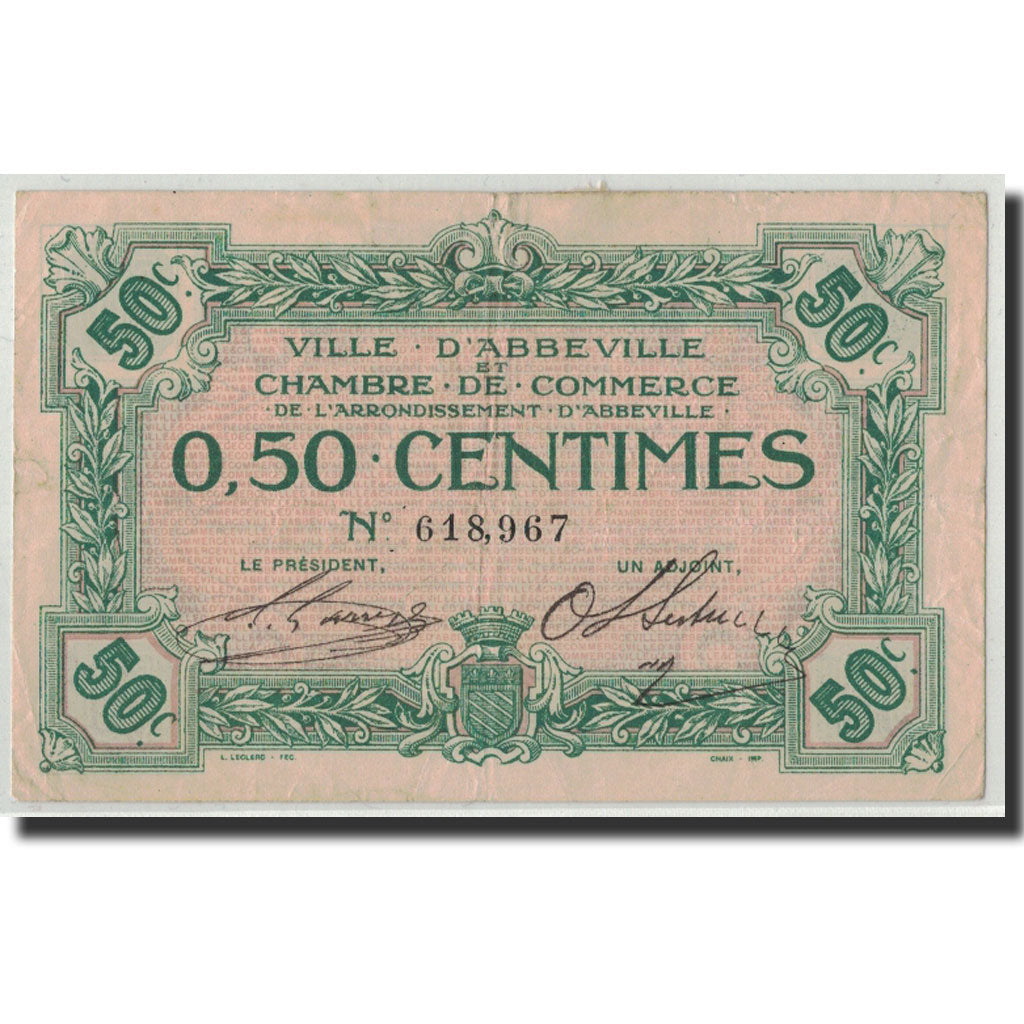 50c.
50c.
VILLE · D'ABBEVILLE
ET
CHAMBRE · DE · COMMERCE
· DE · L'ARRONDISSEMENT · D'ABBEVILLE ·
0,50 · CENTIMES
N° 618,967
LE PRÉSIDENT, UN ADJOINT,
50c.
50c.
L. LECLERC - FEC. CHAIX - IMP.